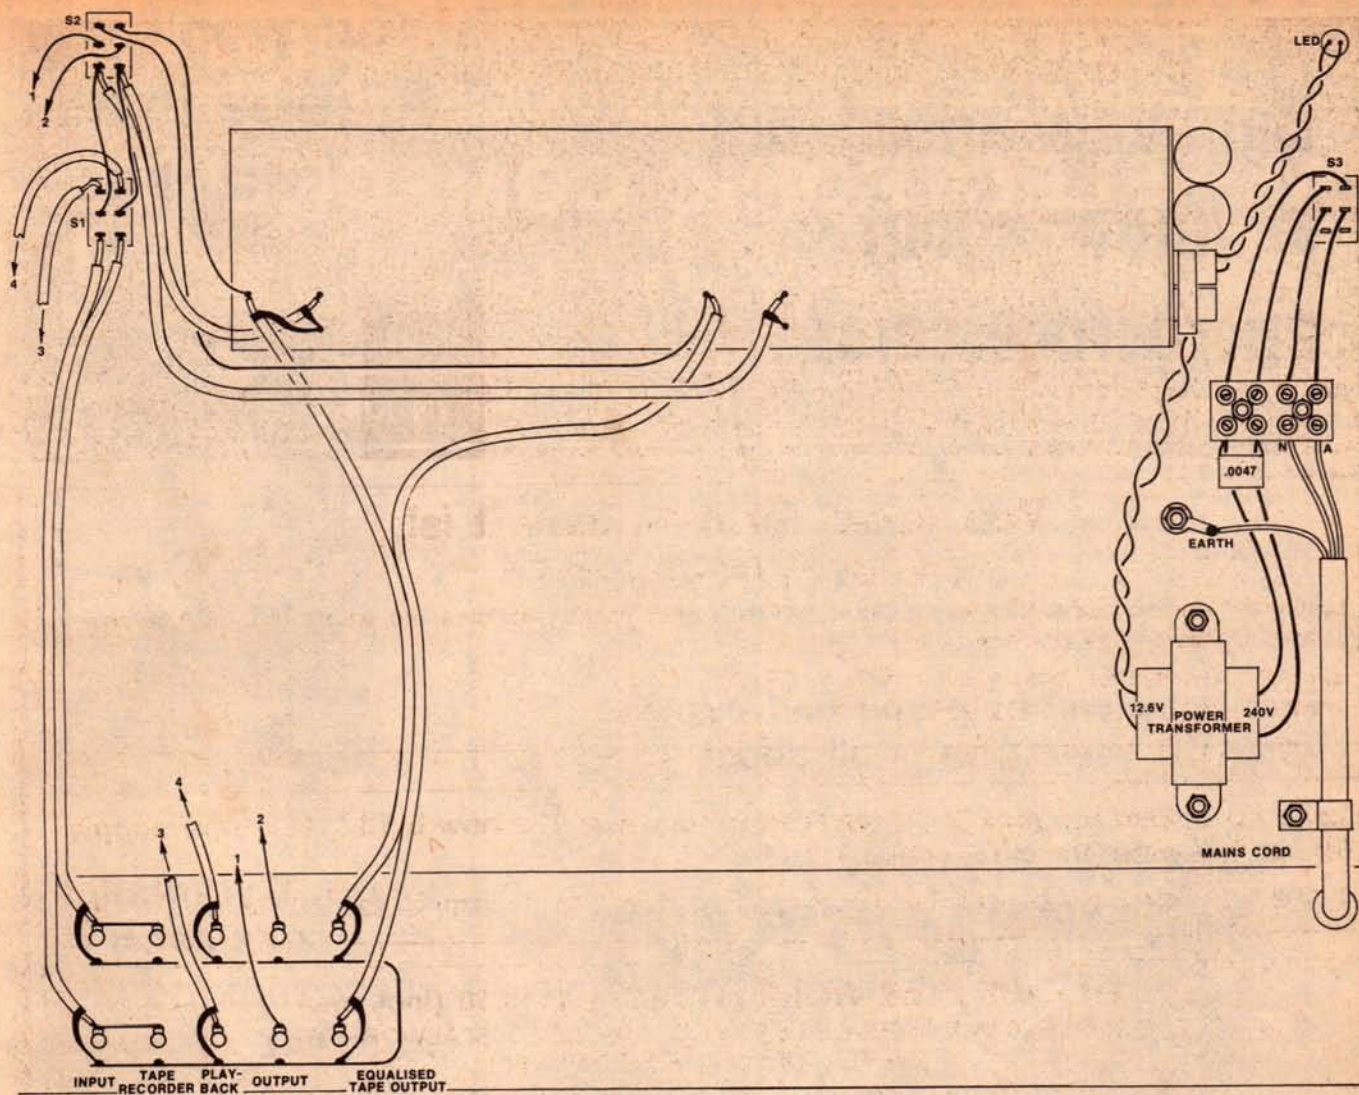 S2
LED
1
2
S3
S1
4
3
N
A
.0047
EARTH
12.6V
POWER
TRANSFORMER
240V
4
3
1
2
MAINS CORD
INPUT
TAPE
RECORDER
PLAY-
BACK
OUTPUT
EQUALISED
TAPE OUTPUT